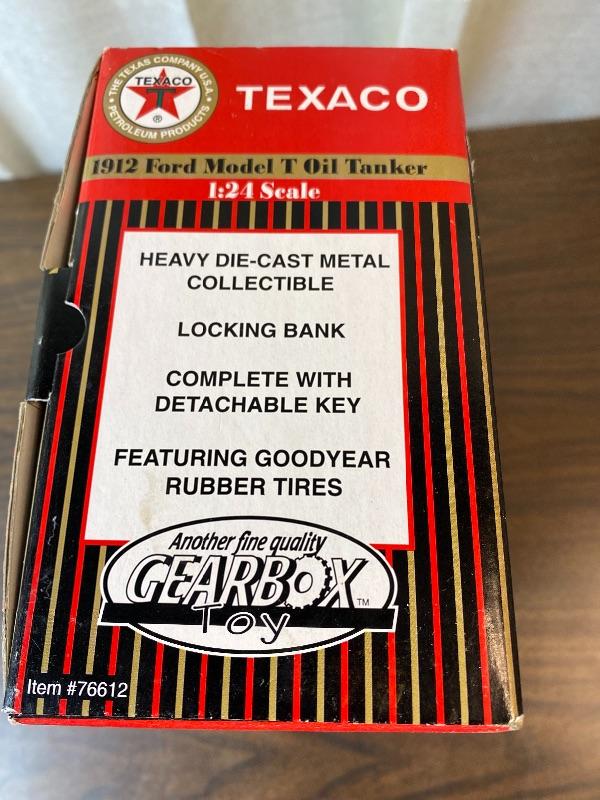 THE TEXAS COMPANY U.S.A.
TEXACO
T
®
PETROLEUM PRODUCTS
TEXACO
1912 Ford Model T Oil Tanker
1:24 Scale
HEAVY DIE-CAST METAL
COLLECTIBLE
LOCKING BANK
COMPLETE WITH
DETACHABLE KEY
FEATURING GOODYEAR
RUBBER TIRES
Another fine quality
GEARBOX TM
Toy
Item #76612